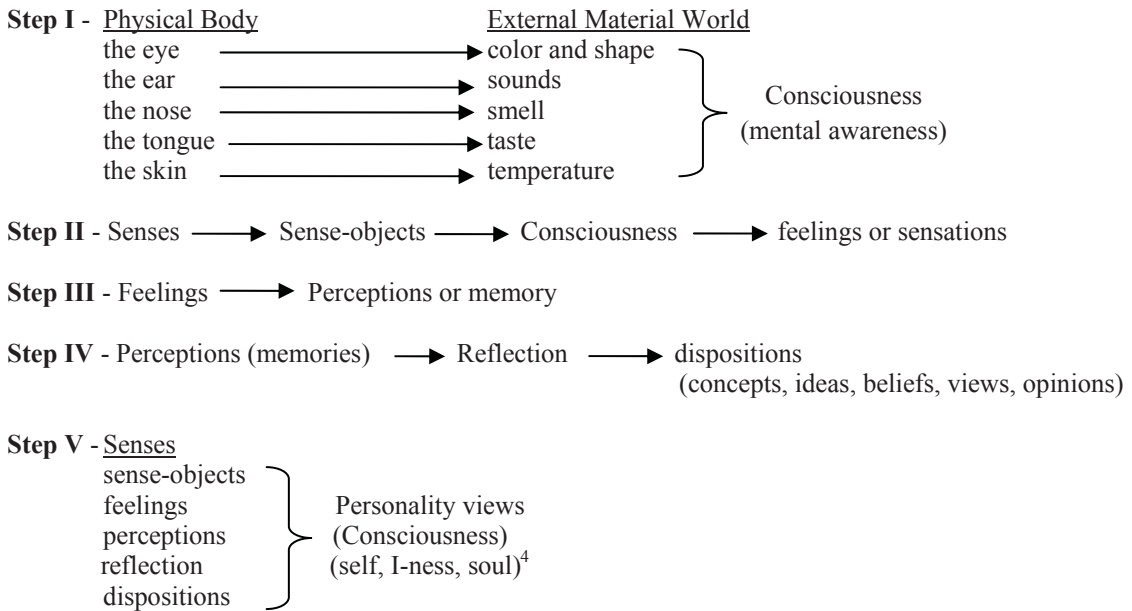 Step I - Physical Body External Material World
the eye color and shape
the ear sounds
the nose smell
the tongue taste
the skin temperature
Consciousness
(mental awareness)
Step II - Senses Sense-objects Consciousness feelings or sensations
Step III - Feelings Perceptions or memory
Step IV - Perceptions (memories) Reflection dispositions
(concepts, ideas, beliefs, views, opinions)
Step V - Senses
sense-objects
feelings
perceptions
reflection
dispositions
Personality views
(Consciousness)
(self, I-ness, soul)4